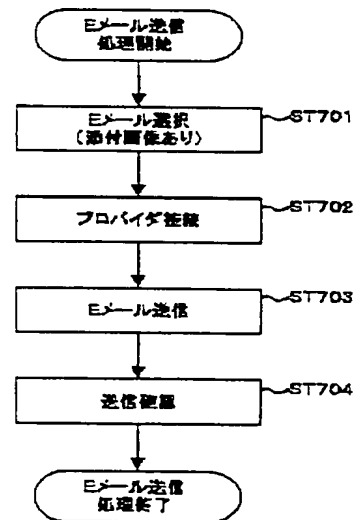 Eメール送信
処理開始
Eメール選択
(添付画像あり)
ST701
プロバイダ接続
ST702
Eメール送信
ST703
送信確認
ST704
Eメール送信
処理終了